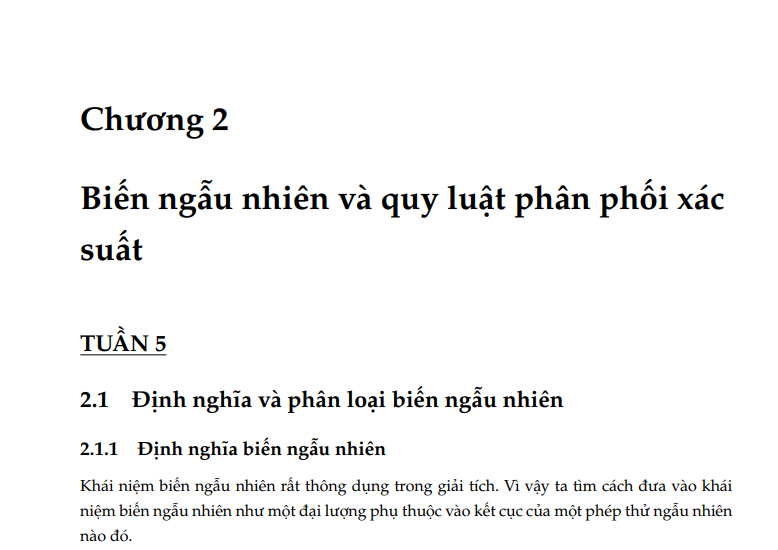 Chương 2
Biến ngẫu nhiên và quy luật phân phối xác
suất
TUẦN 5
2.1 Định nghĩa và phân loại biến ngẫu nhiên
2.1.1 Định nghĩa biến ngẫu nhiên
Khái niệm biến ngẫu nhiên rất thông dụng trong giải tích. Vì vậy ta tìm cách đưa vào khái
niệm biến ngẫu nhiên như một đại lượng phụ thuộc vào kết cục của một phép thử ngẫu nhiên
nào đó.